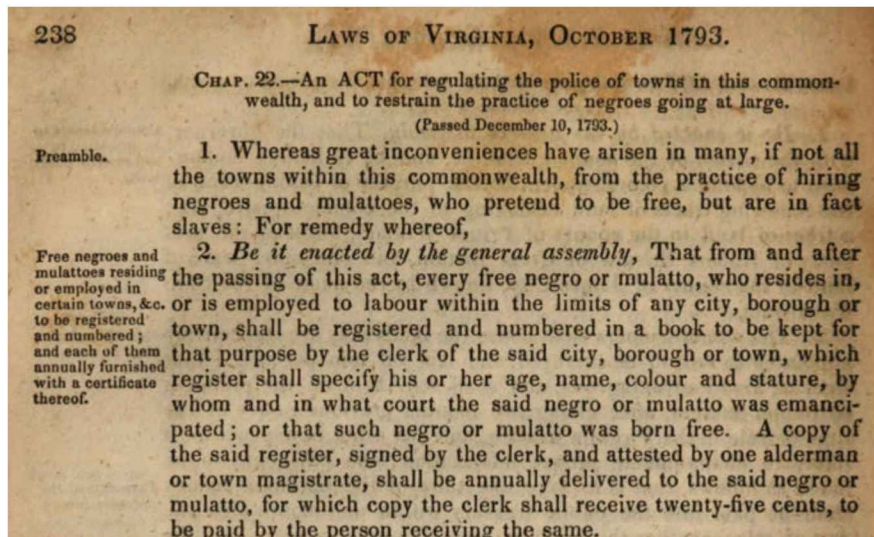 238 LAWS OF VIRGINIA, OCTOBER 1793.
CHAP. 22.—An ACT for regulating the police of towns in this common-
wealth, and to restrain the practice of negroes going at large.
(Passed December 10, 1793.)
Preamble.
1. Whereas great inconveniences have arisen in many, if not all
the towns within this commonwealth, from the practice of hiring
negroes and mulattoes, who pretend to be free, but are in fact
slaves: For remedy whereof,
Free negroes and
mulattoes residing
or employed in
certain towns, &c.
to be registered
and numbered;
and each of them
annually furnished
with a certificate
thereof.
2. Be it enacted by the general assembly, That from and after
the passing of this act, every free negro or mulatto, who resides in,
or is employed to labour within the limits of any city, borough or
town, shall be registered and numbered in a book to be kept for
that purpose by the clerk of the said city, borough or town, which
register shall specify his or her age, name, colour and stature, by
whom and in what court the said negro or mulatto was emanci-
pated; or that such negro or mulatto was born free. A copy of
the said register, signed by the clerk, and attested by one alderman
or town magistrate, shall be annually delivered to the said negro or
mulatto, for which copy the clerk shall receive twenty-five cents, to
be paid by the person receiving the same.